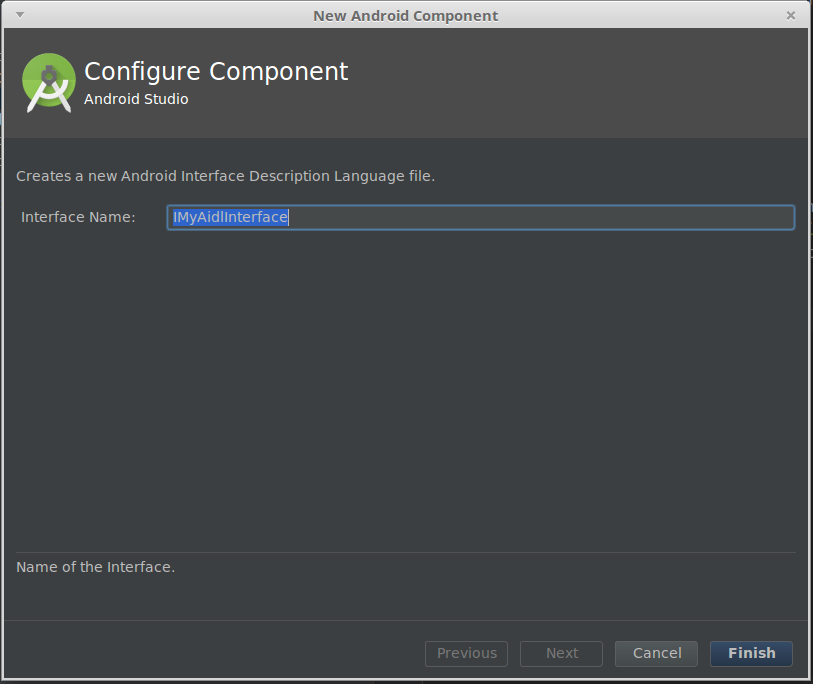 New Android Component
Configure Component
Android Studio
Creates a new Android Interface Description Language file.
Interface Name: IMyAidlInterface
Name of the Interface.
Previous Next Cancel Finish